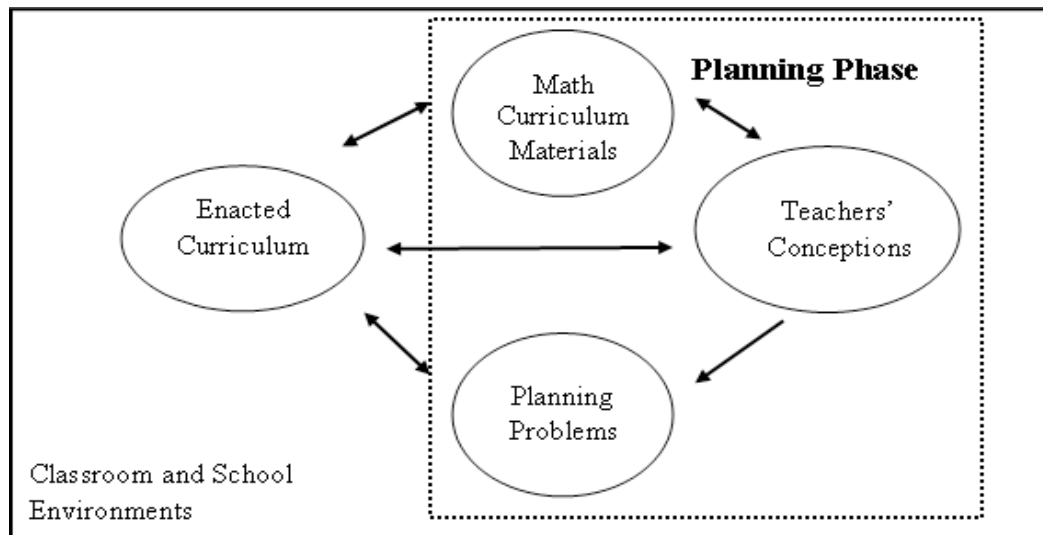 Planning Phase
Math
Curriculum
Materials
Enacted
Curriculum
Teachers’
Conceptions
Planning
Problems
Classroom and School
Environments